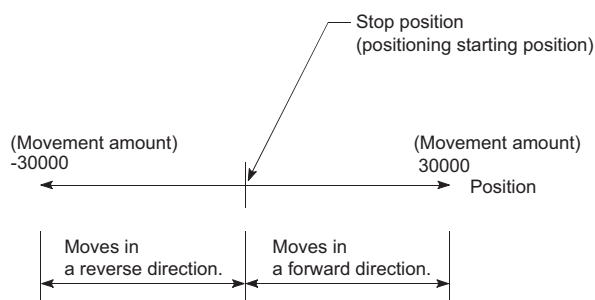 Stop position
(positioning starting position)
(Movement amount)
-30000
(Movement amount)
30000
Position
Moves in
a reverse direction.
Moves in
a forward direction.